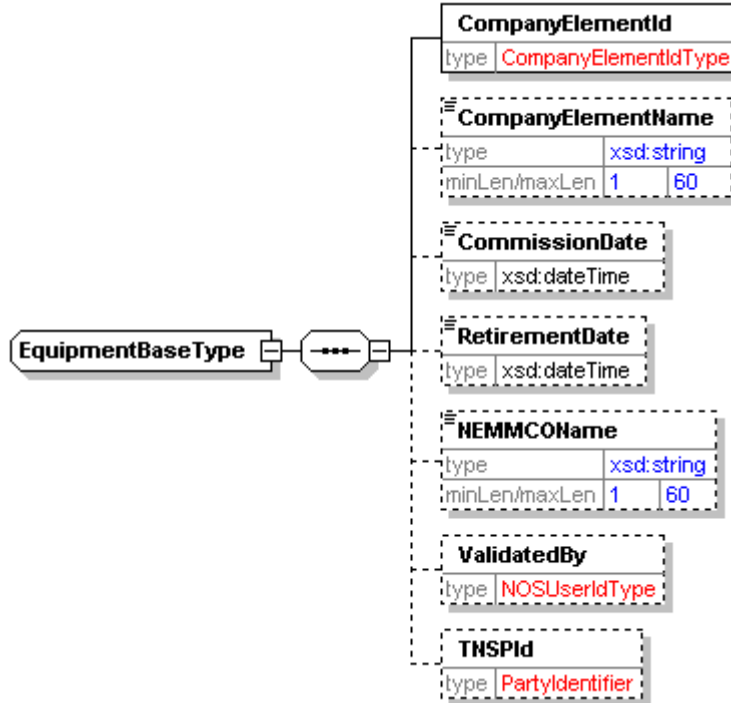 CompanyElementId
type CompanyElementIdType
CompanyElementName
type xsd:string
minLen/maxLen 1 60
CommissionDate
type xsd:dateTime
RetirementDate
type xsd:dateTime
EquipmentBaseType
NEMMCOName
type xsd:string
minLen/maxLen 1 60
ValidatedBy
type NOSUserIdType
TNSPId
type PartyIdentifier